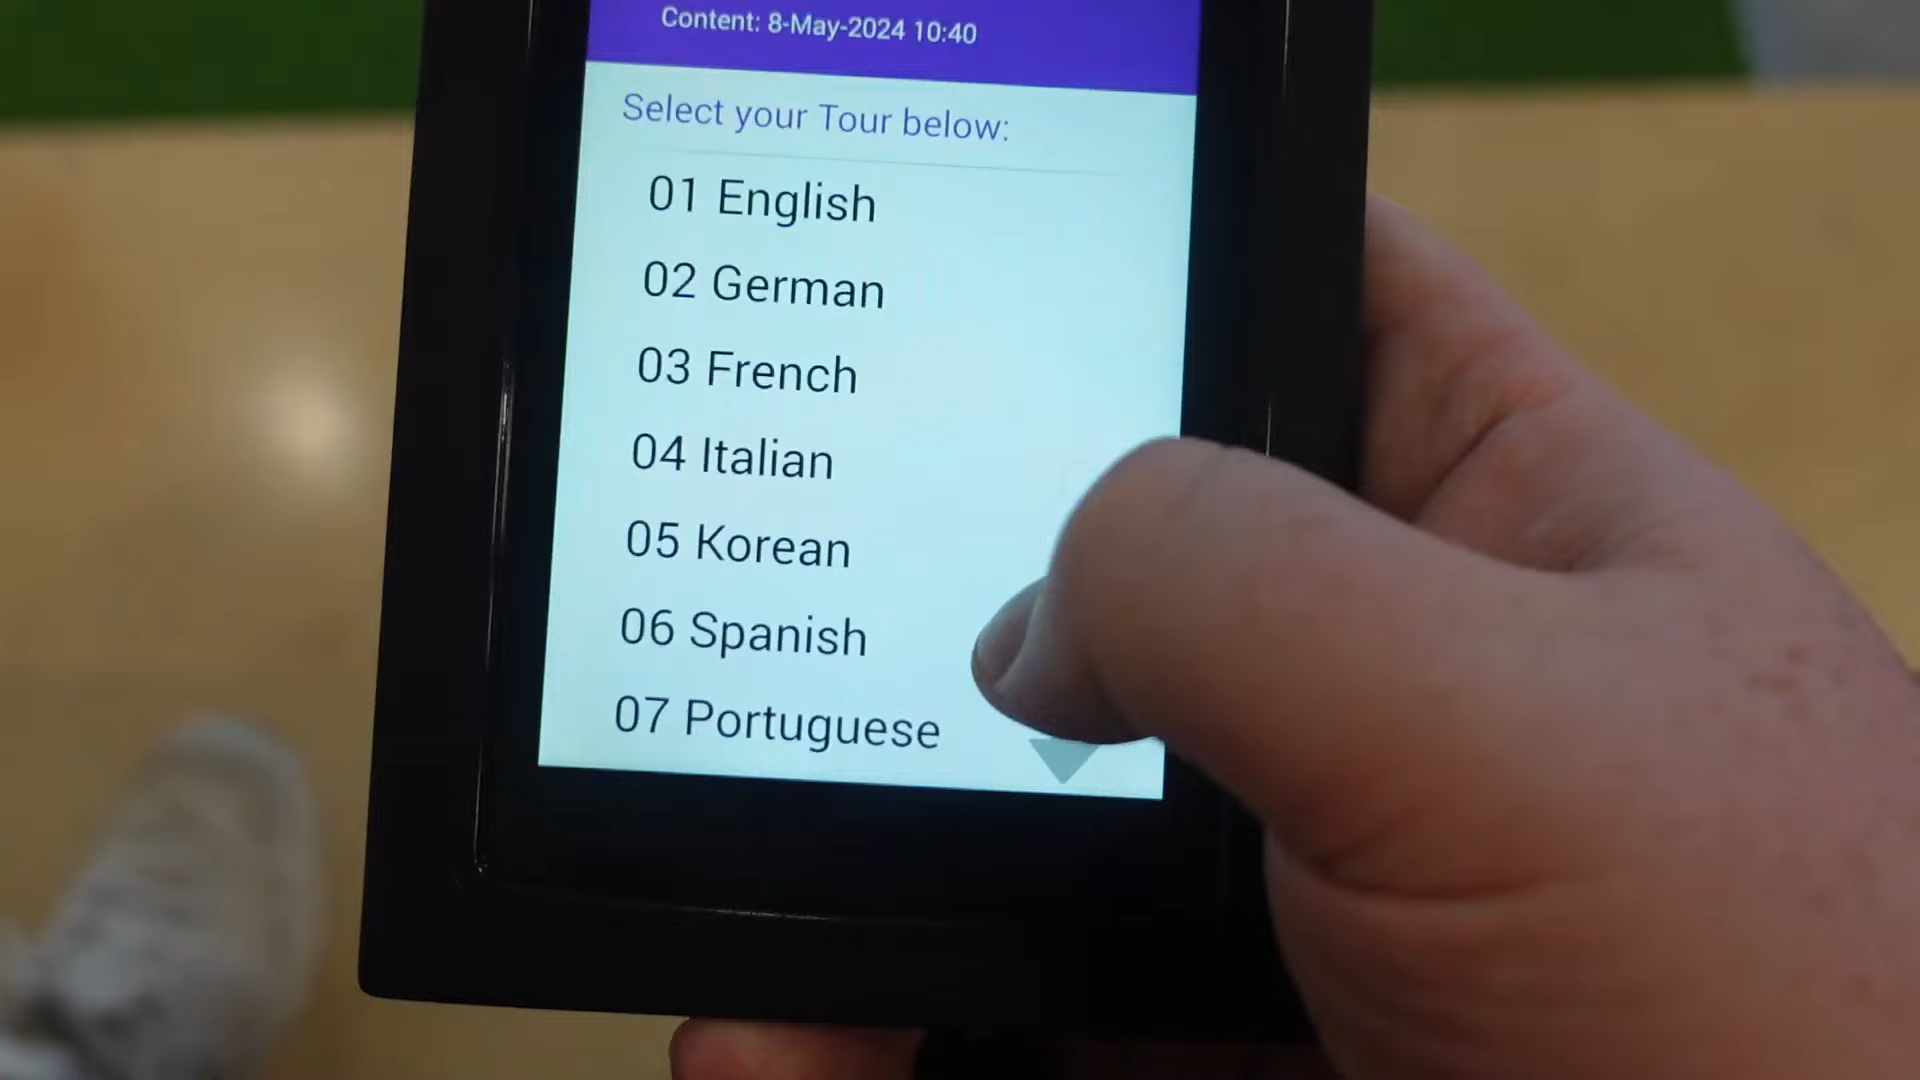 Content: 8-May-2024 10:40
Select your Tour below:
01 English
02 German
03 French
04 Italian
05 Korean
06 Spanish
07 Portuguese